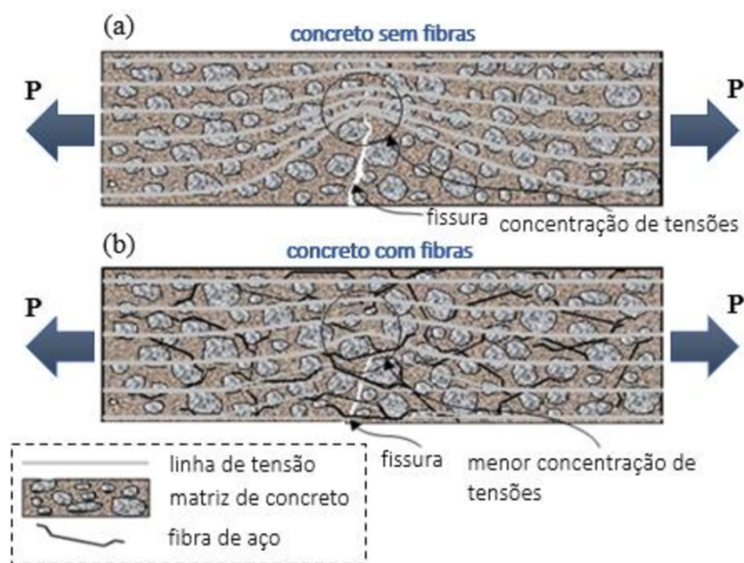 (a)
concreto sem fibras
P
P
fissura
concentração de tensões
(b)
concreto com fibras
P
P
fissura
menor concentração de
tensões
linha de tensão
matriz de concreto
fibra de aço